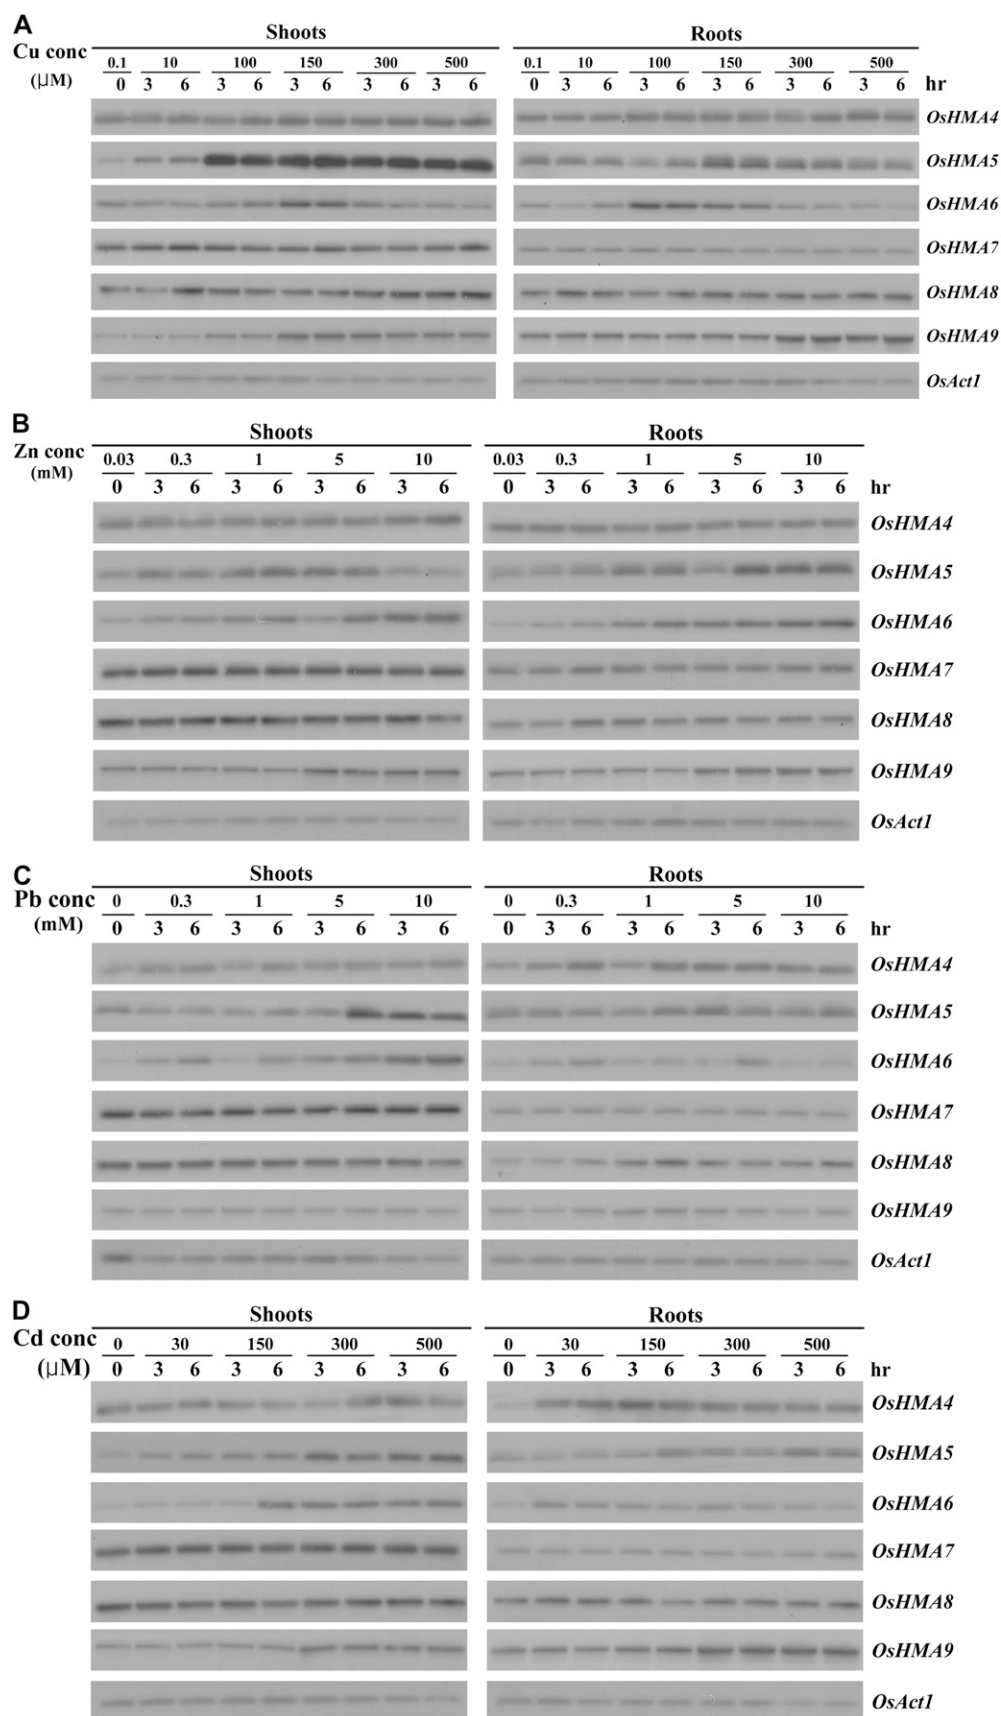 A
Shoots Roots
Cu conc 0.1 10 100 150 300 500 0.1 10 100 150 300 500
(μM) 0 3 6 3 6 3 6 3 6 3 6 0 3 6 3 6 3 6 3 6 3 6 hr
OsHMA4
OsHMA5
OsHMA6
OsHMA7
OsHMA8
OsHMA9
OsAct1
B
Shoots Roots
Zn conc 0.03 0.3 1 5 10 0.03 0.3 1 5 10
(mM) 0 3 6 3 6 3 6 3 6 0 3 6 3 6 3 6 3 6 hr
OsHMA4
OsHMA5
OsHMA6
OsHMA7
OsHMA8
OsHMA9
OsAct1
C
Shoots Roots
Pb conc 0 0.3 1 5 10 0 0.3 1 5 10
(mM) 0 3 6 3 6 3 6 3 6 0 3 6 3 6 3 6 3 6 hr
OsHMA4
OsHMA5
OsHMA6
OsHMA7
OsHMA8
OsHMA9
OsAct1
D
Shoots Roots
Cd conc 0 30 150 300 500 0 30 150 300 500
(μM) 0 3 6 3 6 3 6 3 6 0 3 6 3 6 3 6 3 6 hr
OsHMA4
OsHMA5
OsHMA6
OsHMA7
OsHMA8
OsHMA9
OsAct1